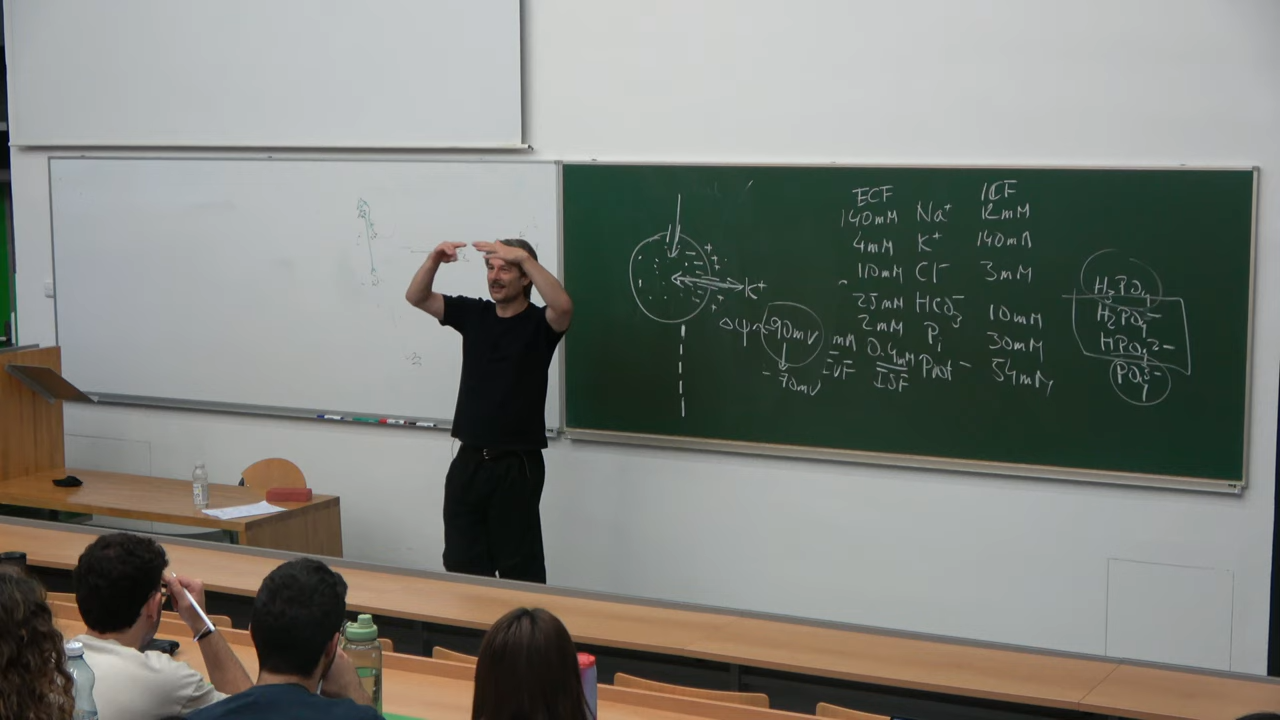 ECF ICF
140mM Na⁺ 12mM
4mM K⁺ 140mM
110mM Cl⁻ 3mM
25mM HCO₃⁻ 10mM
2mM Pi 30mM
mM 0.4mM Prot⁻ 54mM
IVF ISF
K⁺
ΔΨ ≈ -90mV
-70mV
H₃PO₄
H₂PO₄⁻
HPO₄²⁻
PO₄³⁻